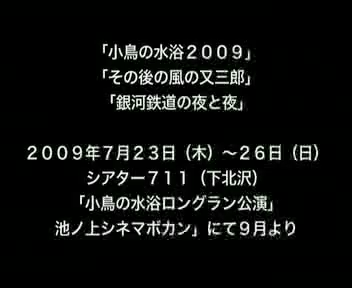 「小鳥の水浴２００９」
「その後の風の又三郎」
「銀河鉄道の夜と夜」
２００９年７月２３日（木）～２６日（日）
シアター７１１（下北沢）
「小鳥の水浴ロングラン公演」
池ノ上シネマボカン」にて９月より